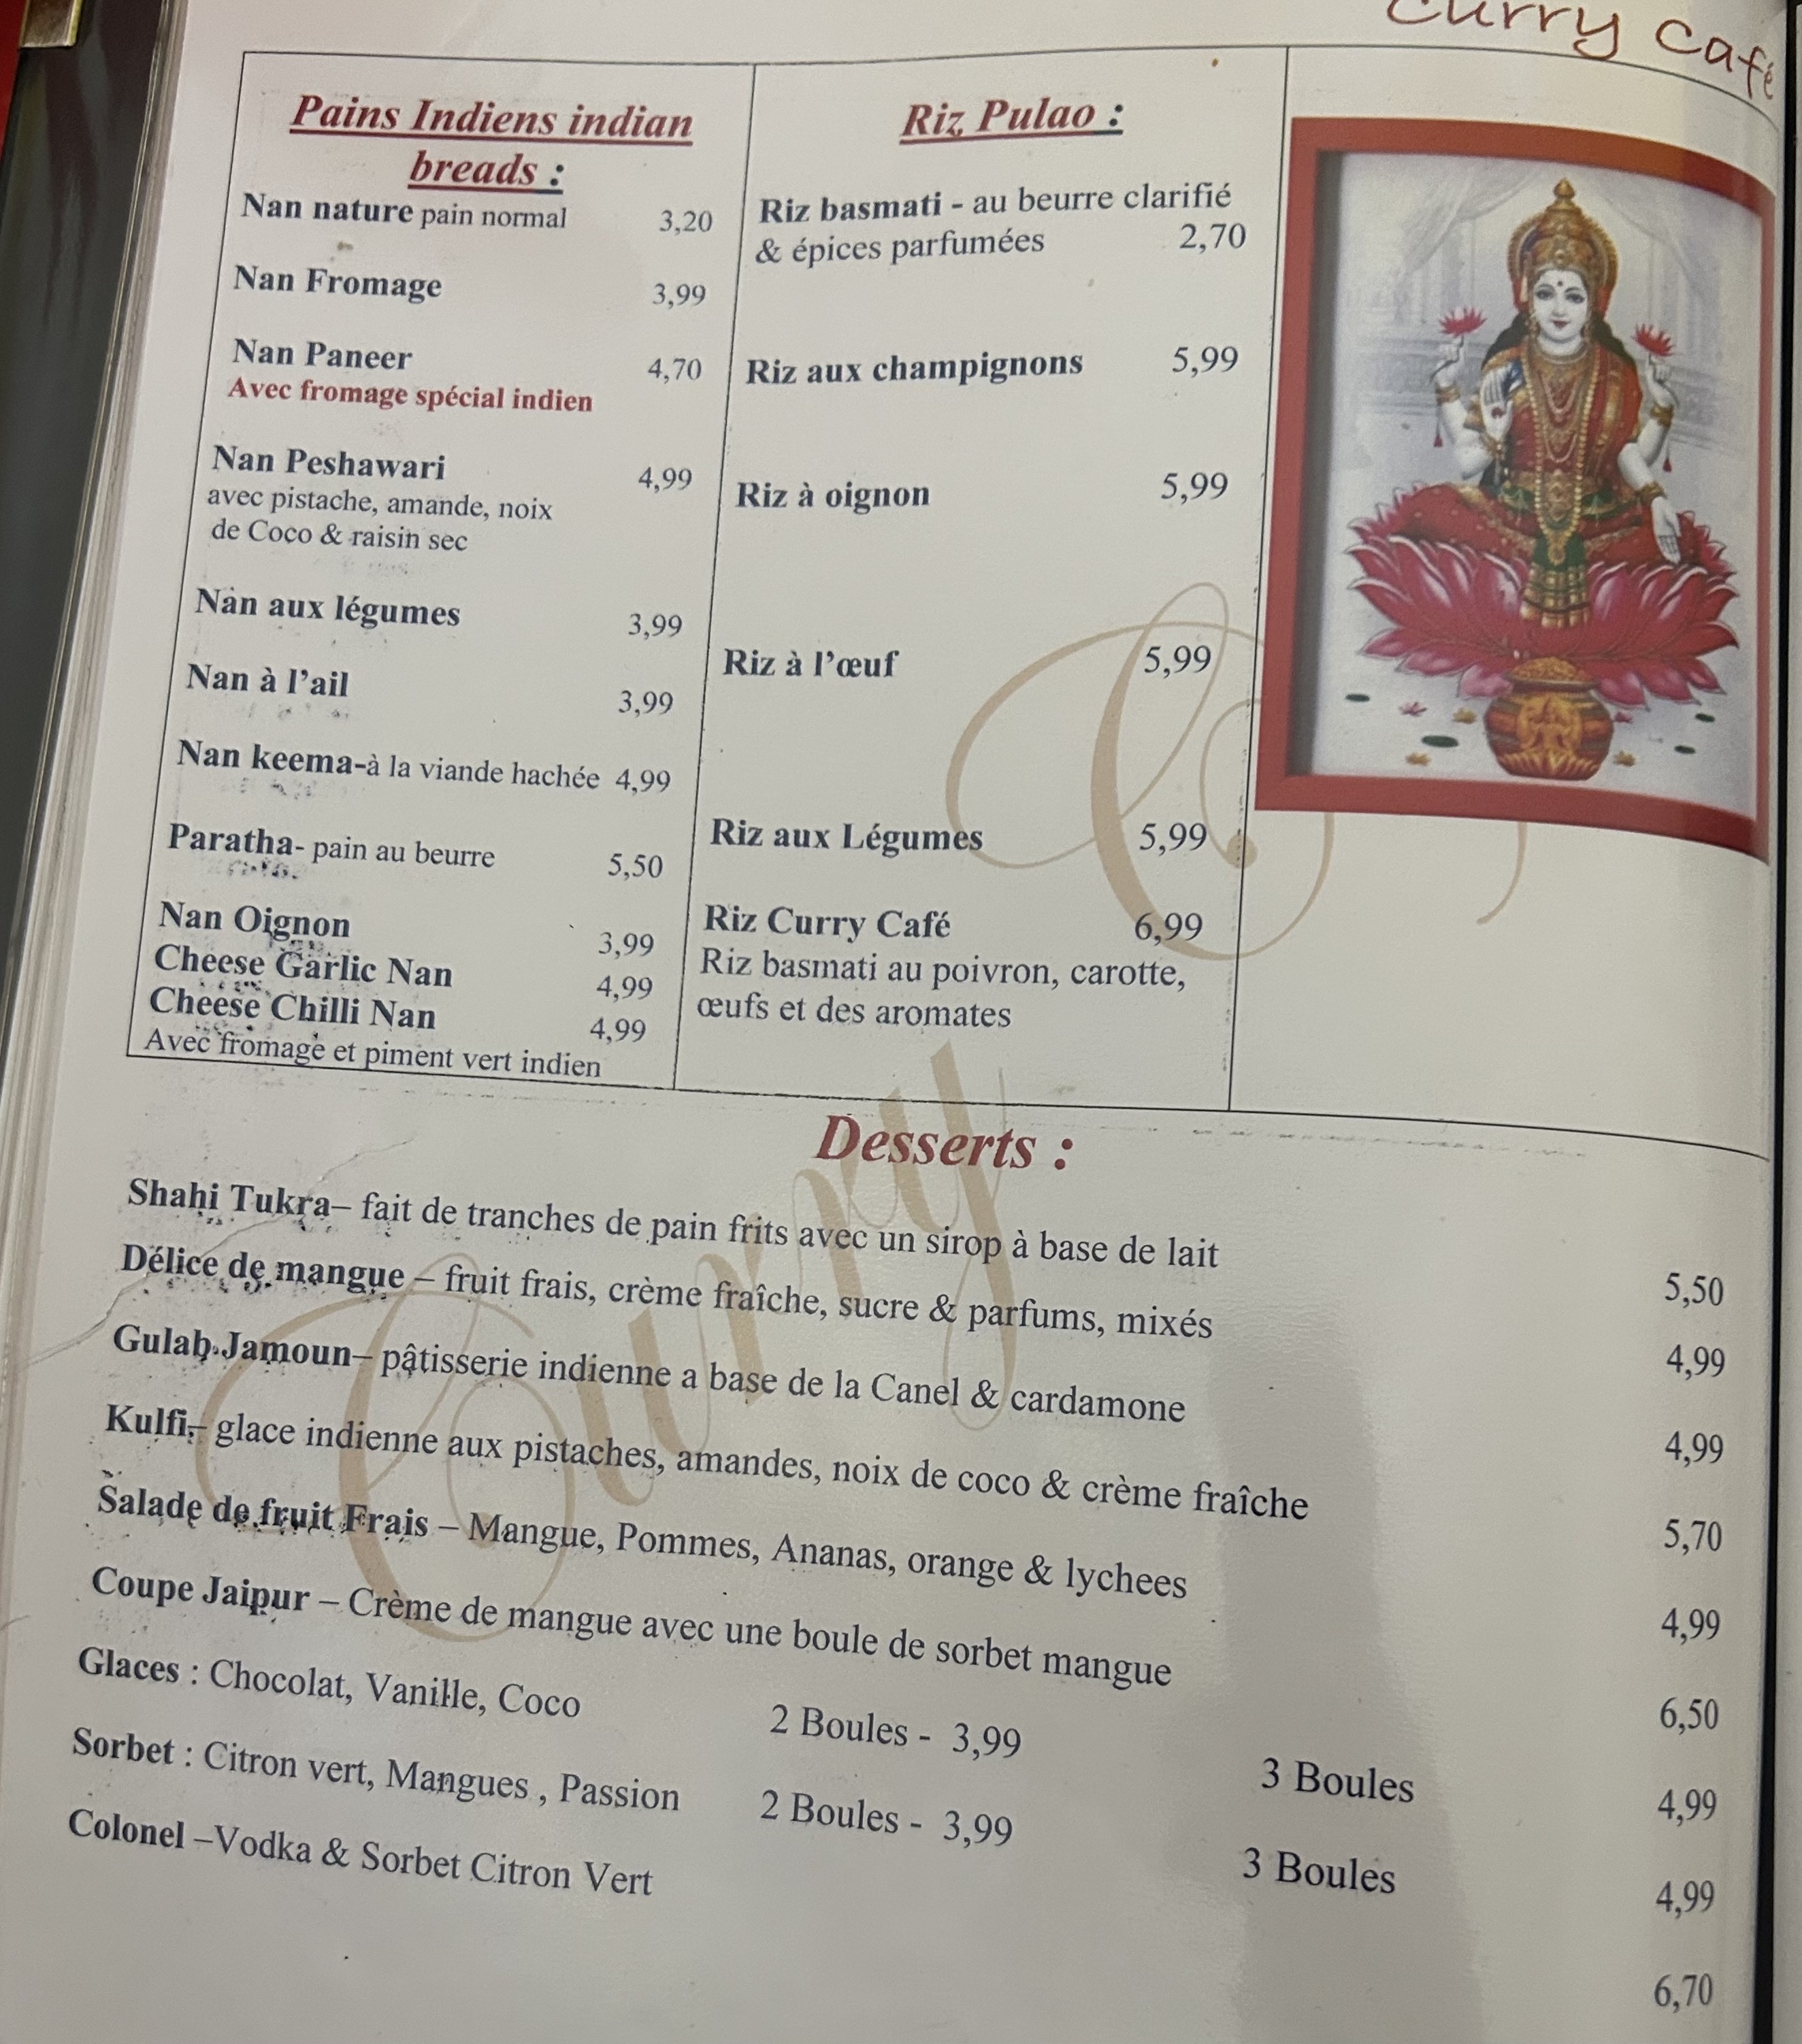 Curry Café
Pains Indiens indian
breads :
Nan nature pain normal 3,20
Nan Fromage 3,99
Nan Paneer 4,70
Avec fromage spécial indien
Nan Peshawari 4,99
avec pistache, amande, noix
de Coco & raisin sec
Nan aux légumes 3,99
Nan à l’ail 3,99
Nan keema-à la viande hachée 4,99
Paratha- pain au beurre 5,50
Nan Oignon 3,99
Cheese Garlic Nan 4,99
Cheese Chilli Nan 4,99
Avec fromage et piment vert indien
Riz Pulao :
Riz basmati - au beurre clarifié
& épices parfumées 2,70
Riz aux champignons 5,99
Riz à oignon 5,99
Riz à l’œuf 5,99
Riz aux Légumes 5,99
Riz Curry Café 6,99
Riz basmati au poivron, carotte,
œufs et des aromates
Curry
Desserts :
Shahi Tukra– fait de tranches de pain frits avec un sirop à base de lait 5,50
Délice de mangue – fruit frais, crème fraîche, sucre & parfums, mixés 4,99
Gulab Jamoun– pâtisserie indienne a base de la Canel & cardamone 4,99
Kulfi– glace indienne aux pistaches, amandes, noix de coco & crème fraîche 5,70
Salade de fruit Frais – Mangue, Pommes, Ananas, orange & lychees 4,99
Coupe Jaipur – Crème de mangue avec une boule de sorbet mangue 6,50
Glaces : Chocolat, Vanille, Coco 2 Boules - 3,99 3 Boules 4,99
Sorbet : Citron vert, Mangues , Passion 2 Boules - 3,99 3 Boules 4,99
Colonel –Vodka & Sorbet Citron Vert 6,70